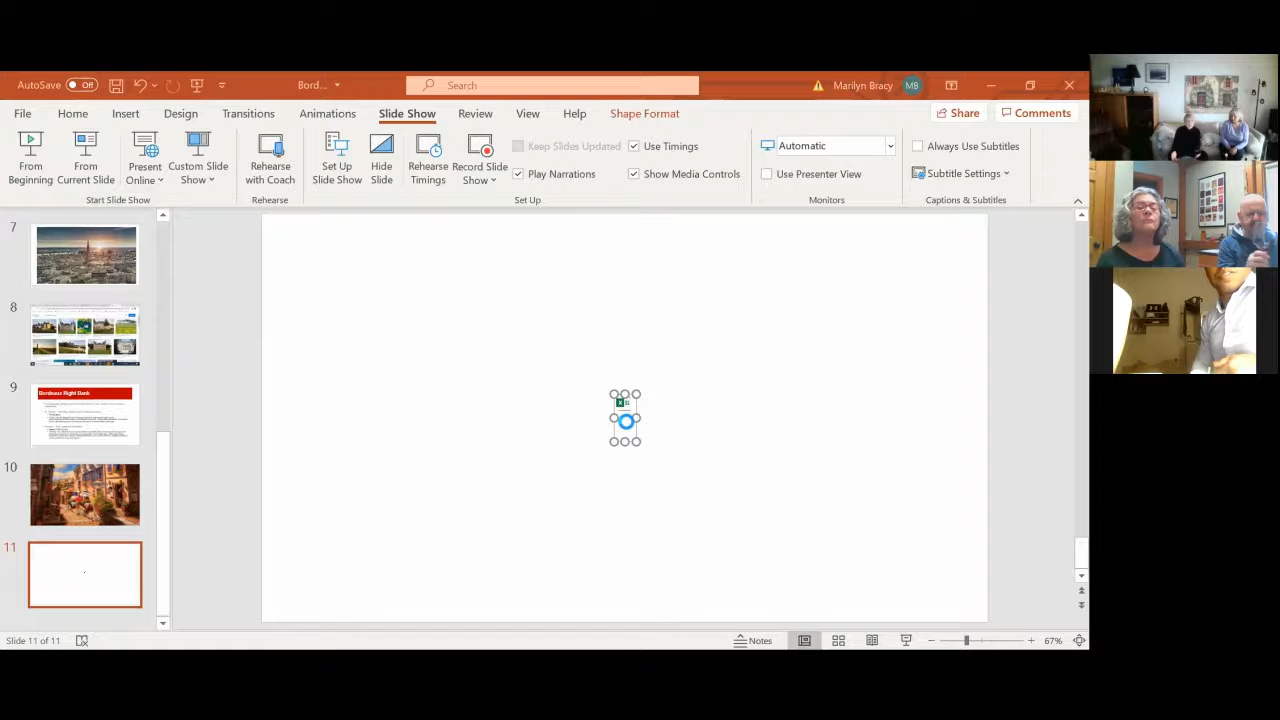 AutoSave Off Bord... Search Marilyn Bracy MB
File Home Insert Draw Design Transitions Animations Slide Show Review View Help Shape Format Share Comments
From Beginning
From Current Slide
Present Online
Custom Slide Show
Start Slide Show
Rehearse with Coach
Rehearse
Set Up Slide Show
Hide Slide
Rehearse Timings
Record Slide Show
Keep Slides Updated
Play Narrations
Use Timings
Show Media Controls
Set Up
Automatic
Use Presenter View
Monitors
Always Use Subtitles
Subtitle Settings
Captions & Subtitles
7
8
9
Bordeaux Right Bank
10
11
Slide 11 of 11 Notes 67%